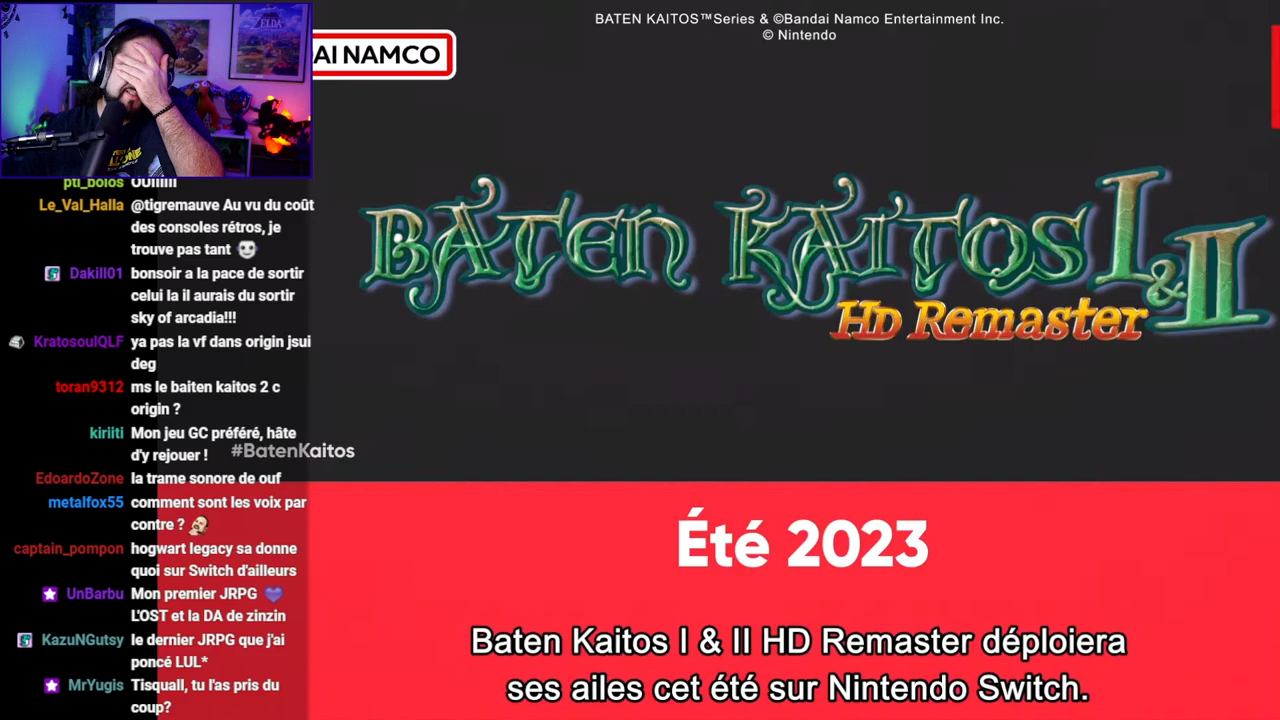 BATEN KAITOS™Series & ©Bandai Namco Entertainment Inc.
© Nintendo
AI NAMCO
ZELDA
BATEN KAITOS I & II
HD Remaster
pti_bolos OUIIIIII
Le_Val_Halla @tigremauve Au vu du coût
des consoles rétros, je
trouve pas tant
Dakill01 bonsoir a la pace de sortir
celui la il aurais du sortir
sky of arcadia!!!
KratosoulQLF ya pas la vf dans origin jsui
deg
toran9312 ms le baiten kaitos 2 c
origin ?
kiriiti Mon jeu GC préféré, hâte
d'y rejouer !
#BatenKaitos
EdoardoZone la trame sonore de ouf
metalfox55 comment sont les voix par
contre ?
captain_pompon hogwart legacy sa donne
quoi sur Switch d'ailleurs
UnBarbu Mon premier JRPG
L'OST et la DA de zinzin
KazuNGutsy le dernier JRPG que j'ai
poncé LUL*
MrYugis Tisquall, tu l'as pris du
coup?
Été 2023
Baten Kaitos I & II HD Remaster déploiera
ses ailes cet été sur Nintendo Switch.